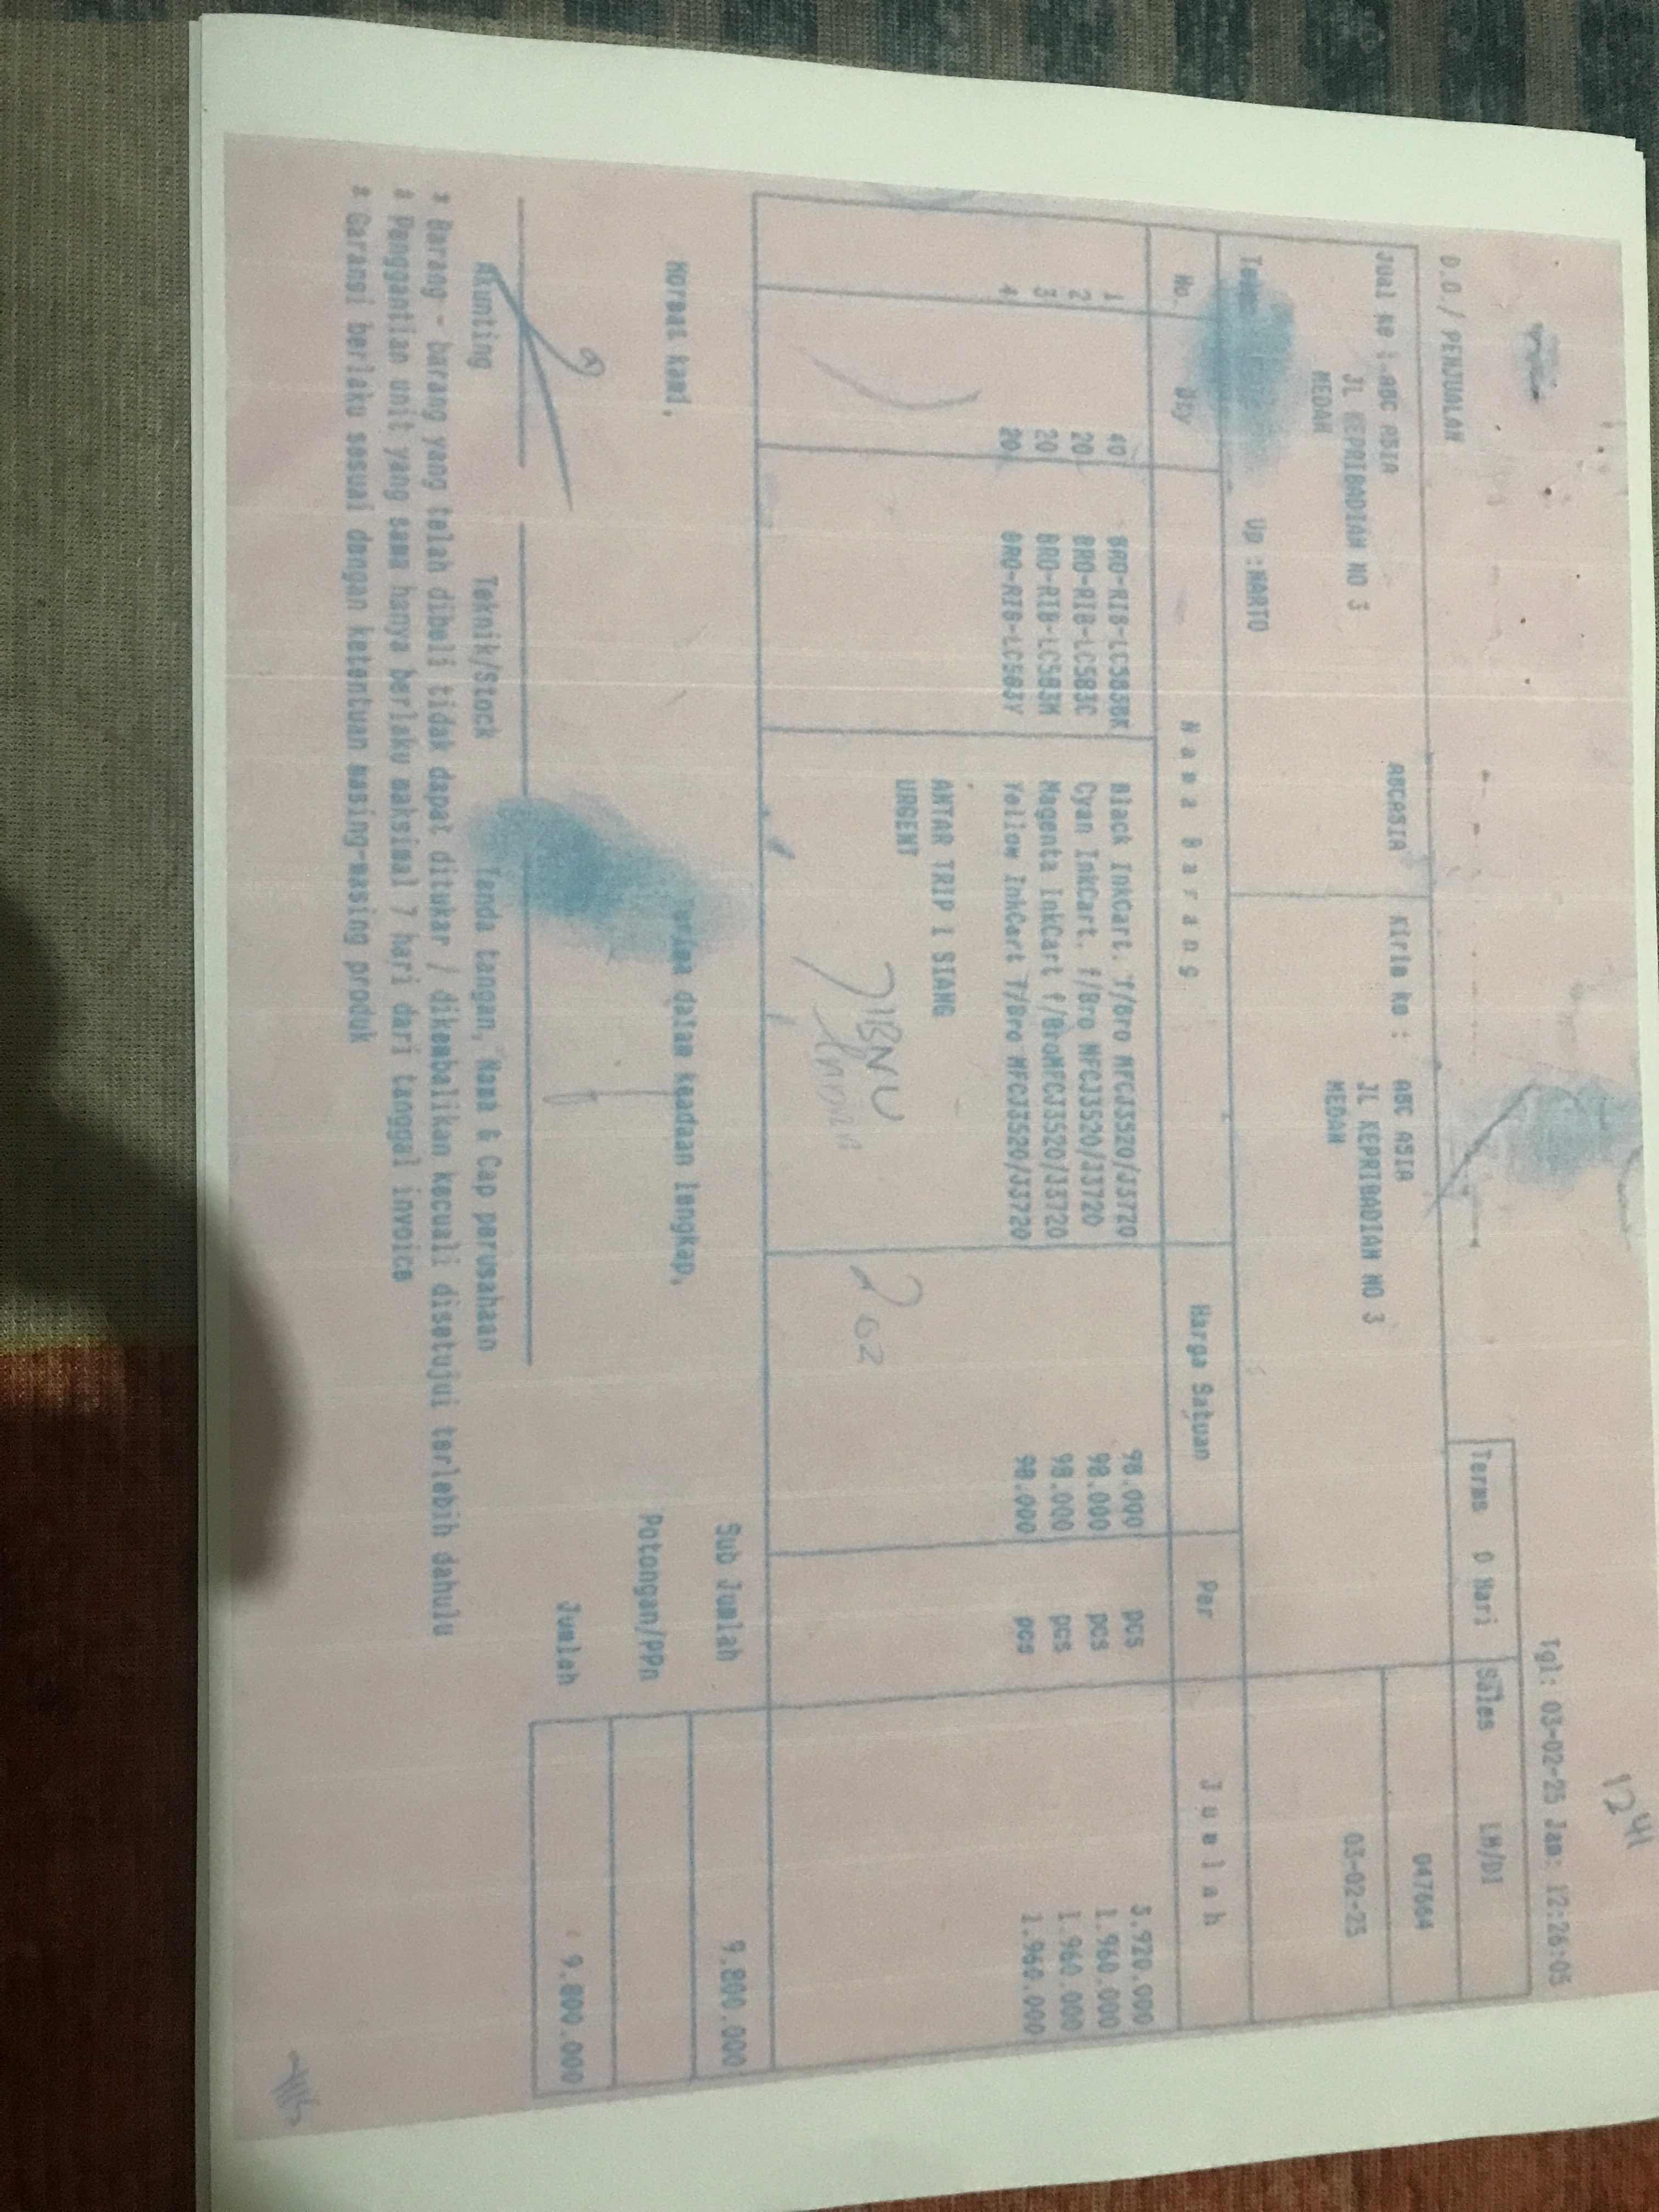 1241
Tgl: 03-02-25 Jam: 12:26:05
D.O / PENJUALAN
Terms 0 Hari Sales LM/D1
Jual ke : ABC ASIA ABCASIA Kirim ke : ABC ASIA 047664
JL KEPRIBADIAN NO 3 JL KEPRIBADIAN NO 3
MEDAN MEDAN 03-02-25
Up :HARTO
No. Qty Nama Barang Harga Satuan Per Jumlah
1 40 BRO-RIB-LC583BK Black InkCart. T/Bro MFCJ3520/J3720 98.000 pcs 3.920.000
2 20 BRO-RIB-LC583C Cyan InkCart. f/Bro MFCJ3520/J3720 98.000 pcs 1.960.000
3 20 BRO-RIB-LC583M Magenta InkCart f/BroMFCJ3520/J3720 98.000 pcs 1.960.000
4 20 BRO-RIB-LC583Y Yellow InkCart T/Bro MFCJ3520/J3720 98.000 pcs 1.960.000
ANTAR TRIP 1 SIANG
URGENT
IBNU
Sub Jumlah 9.800.000
Hormat kami, Terima dalam keadaan lengkap,
Potongan/PPn
Jumlah 9.800.000
Akunting Teknik/Stock Tanda tangan, Nama & Cap perusahaan
* Barang - barang yang telah dibeli tidak dapat ditukar / dikembalikan kecuali disetujui terlebih dahulu
* Penggantian unit yang sama hanya berlaku maksimal 7 hari dari tanggal invoice
* Garansi berlaku sesuai dengan ketentuan masing-masing produk